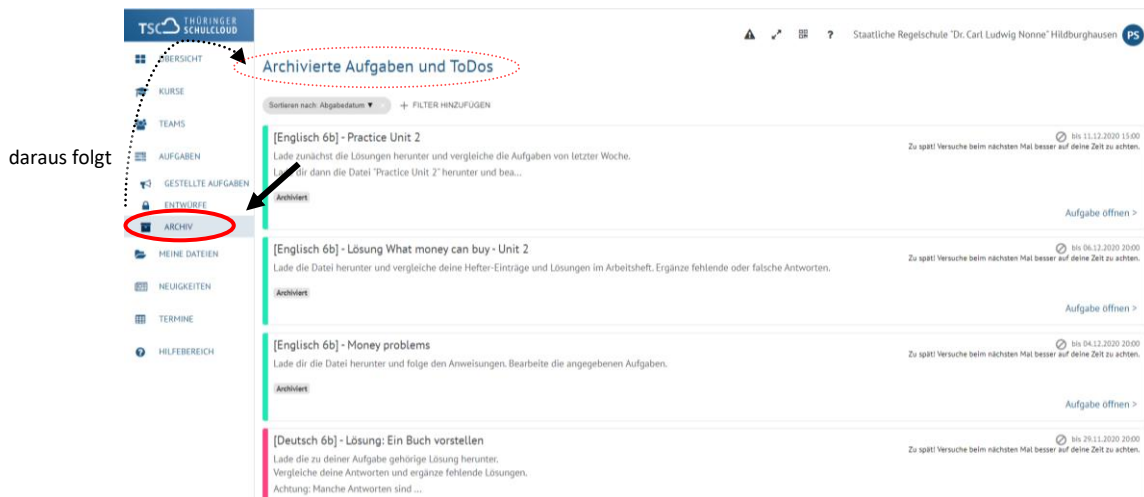 TSC THÜRINGER
SCHULCLOUD
Staatliche Regelschule "Dr. Carl Ludwig Nonne" Hildburghausen PS
?
daraus folgt
ÜBERSICHT
KURSE
TEAMS
AUFGABEN
GESTELLTE AUFGABEN
ENTWÜRFE
ARCHIV
MEINE DATEIEN
NEUIGKEITEN
TERMINE
HILFEBEREICH
Archivierte Aufgaben und ToDos
Sortieren nach: Abgabedatum ▼
+ FILTER HINZUFÜGEN
[Englisch 6b] - Practice Unit 2
Lade zunächst die Lösungen herunter und vergleiche die Aufgaben von letzter Woche.
Lade dir dann die Datei "Practice Unit 2" herunter und bea...
Archiviert
bis 11.12.2020 15:00
Zu spät! Versuche beim nächsten Mal besser auf deine Zeit zu achten.
Aufgabe öffnen >
[Englisch 6b] - Lösung What money can buy - Unit 2
Lade die Datei herunter und vergleiche deine Hefter-Einträge und Lösungen im Arbeitsheft. Ergänze fehlende oder falsche Antworten.
Archiviert
bis 06.12.2020 20:00
Zu spät! Versuche beim nächsten Mal besser auf deine Zeit zu achten.
Aufgabe öffnen >
[Englisch 6b] - Money problems
Lade dir die Datei herunter und folge den Anweisungen. Bearbeite die angegebenen Aufgaben.
Archiviert
bis 04.12.2020 20:00
Zu spät! Versuche beim nächsten Mal besser auf deine Zeit zu achten.
Aufgabe öffnen >
[Deutsch 6b] - Lösung: Ein Buch vorstellen
Lade die zu deiner Aufgabe gehörige Lösung herunter.
Vergleiche deine Antworten und ergänze fehlende Lösungen.
Achtung: Manche Antworten sind ...
bis 29.11.2020 20:00
Zu spät! Versuche beim nächsten Mal besser auf deine Zeit zu achten.